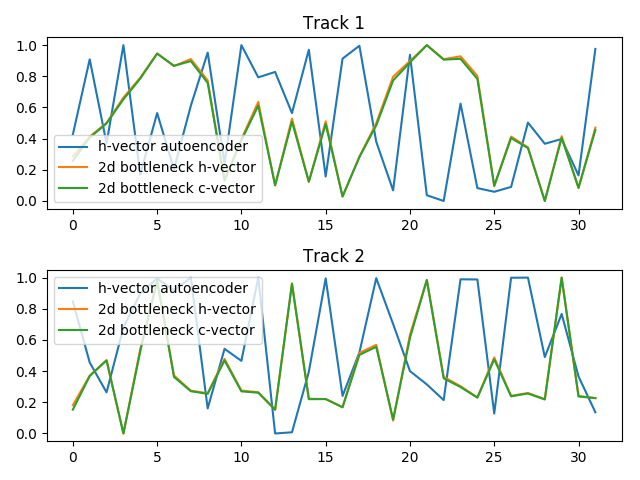 Track 1
1.0
0.8
0.6
0.4
0.2
0.0
h-vector autoencoder
2d bottleneck h-vector
2d bottleneck c-vector
0 5 10 15 20 25 30
Track 2
1.0
0.8
0.6
0.4
0.2
0.0
h-vector autoencoder
2d bottleneck h-vector
2d bottleneck c-vector
0 5 10 15 20 25 30